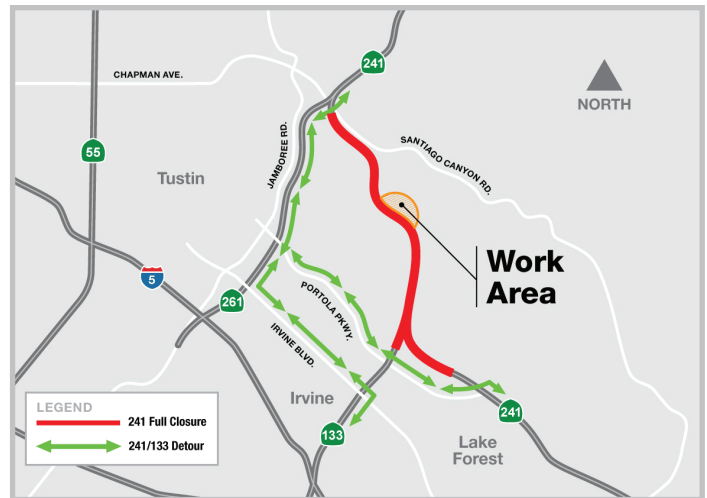 241
CHAPMAN AVE.
NORTH
JAMBOREE RD.
SANTIAGO CANYON RD.
55
Tustin
Work
Area
5
261
PORTOLA PKWY.
IRVINE BLVD.
Irvine
LEGEND
241 Full Closure
241/133 Detour
133
241
Lake
Forest